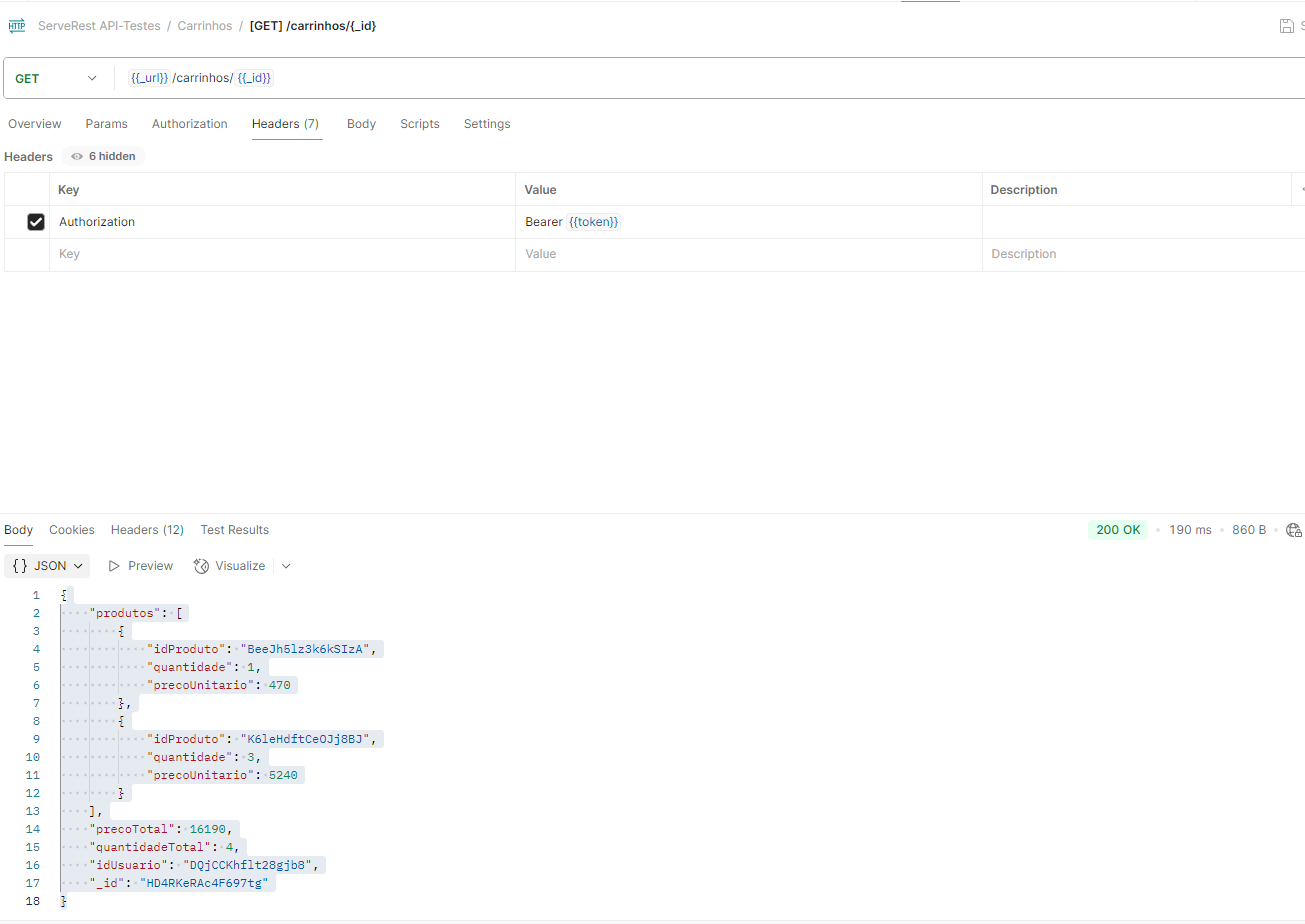 HTTP ServeRest API-Testes / Carrinhos / [GET] /carrinhos/{_id} S
GET {{_url}}/carrinhos/{{_id}}
Overview Params Authorization Headers (7) Body Scripts Settings
Headers 6 hidden
Key Value Description
Authorization Bearer {{token}}
Key Value Description
Body Cookies Headers (12) Test Results 200 OK • 190 ms • 860 B •
{} JSON Preview Visualize
1 {
2 "produtos": [
3 {
4 "idProduto": "BeeJh5lz3k6kSIzA",
5 "quantidade": 1,
6 "precoUnitario": 470
7 },
8 {
9 "idProduto": "K6leHdftCeOJj8BJ",
10 "quantidade": 3,
11 "precoUnitario": 5240
12 }
13 ],
14 "precoTotal": 16190,
15 "quantidadeTotal": 4,
16 "idUsuario": "DQjCCKhflt28gjb8",
17 "_id": "HD4RKeRAc4F697tg"
18 }